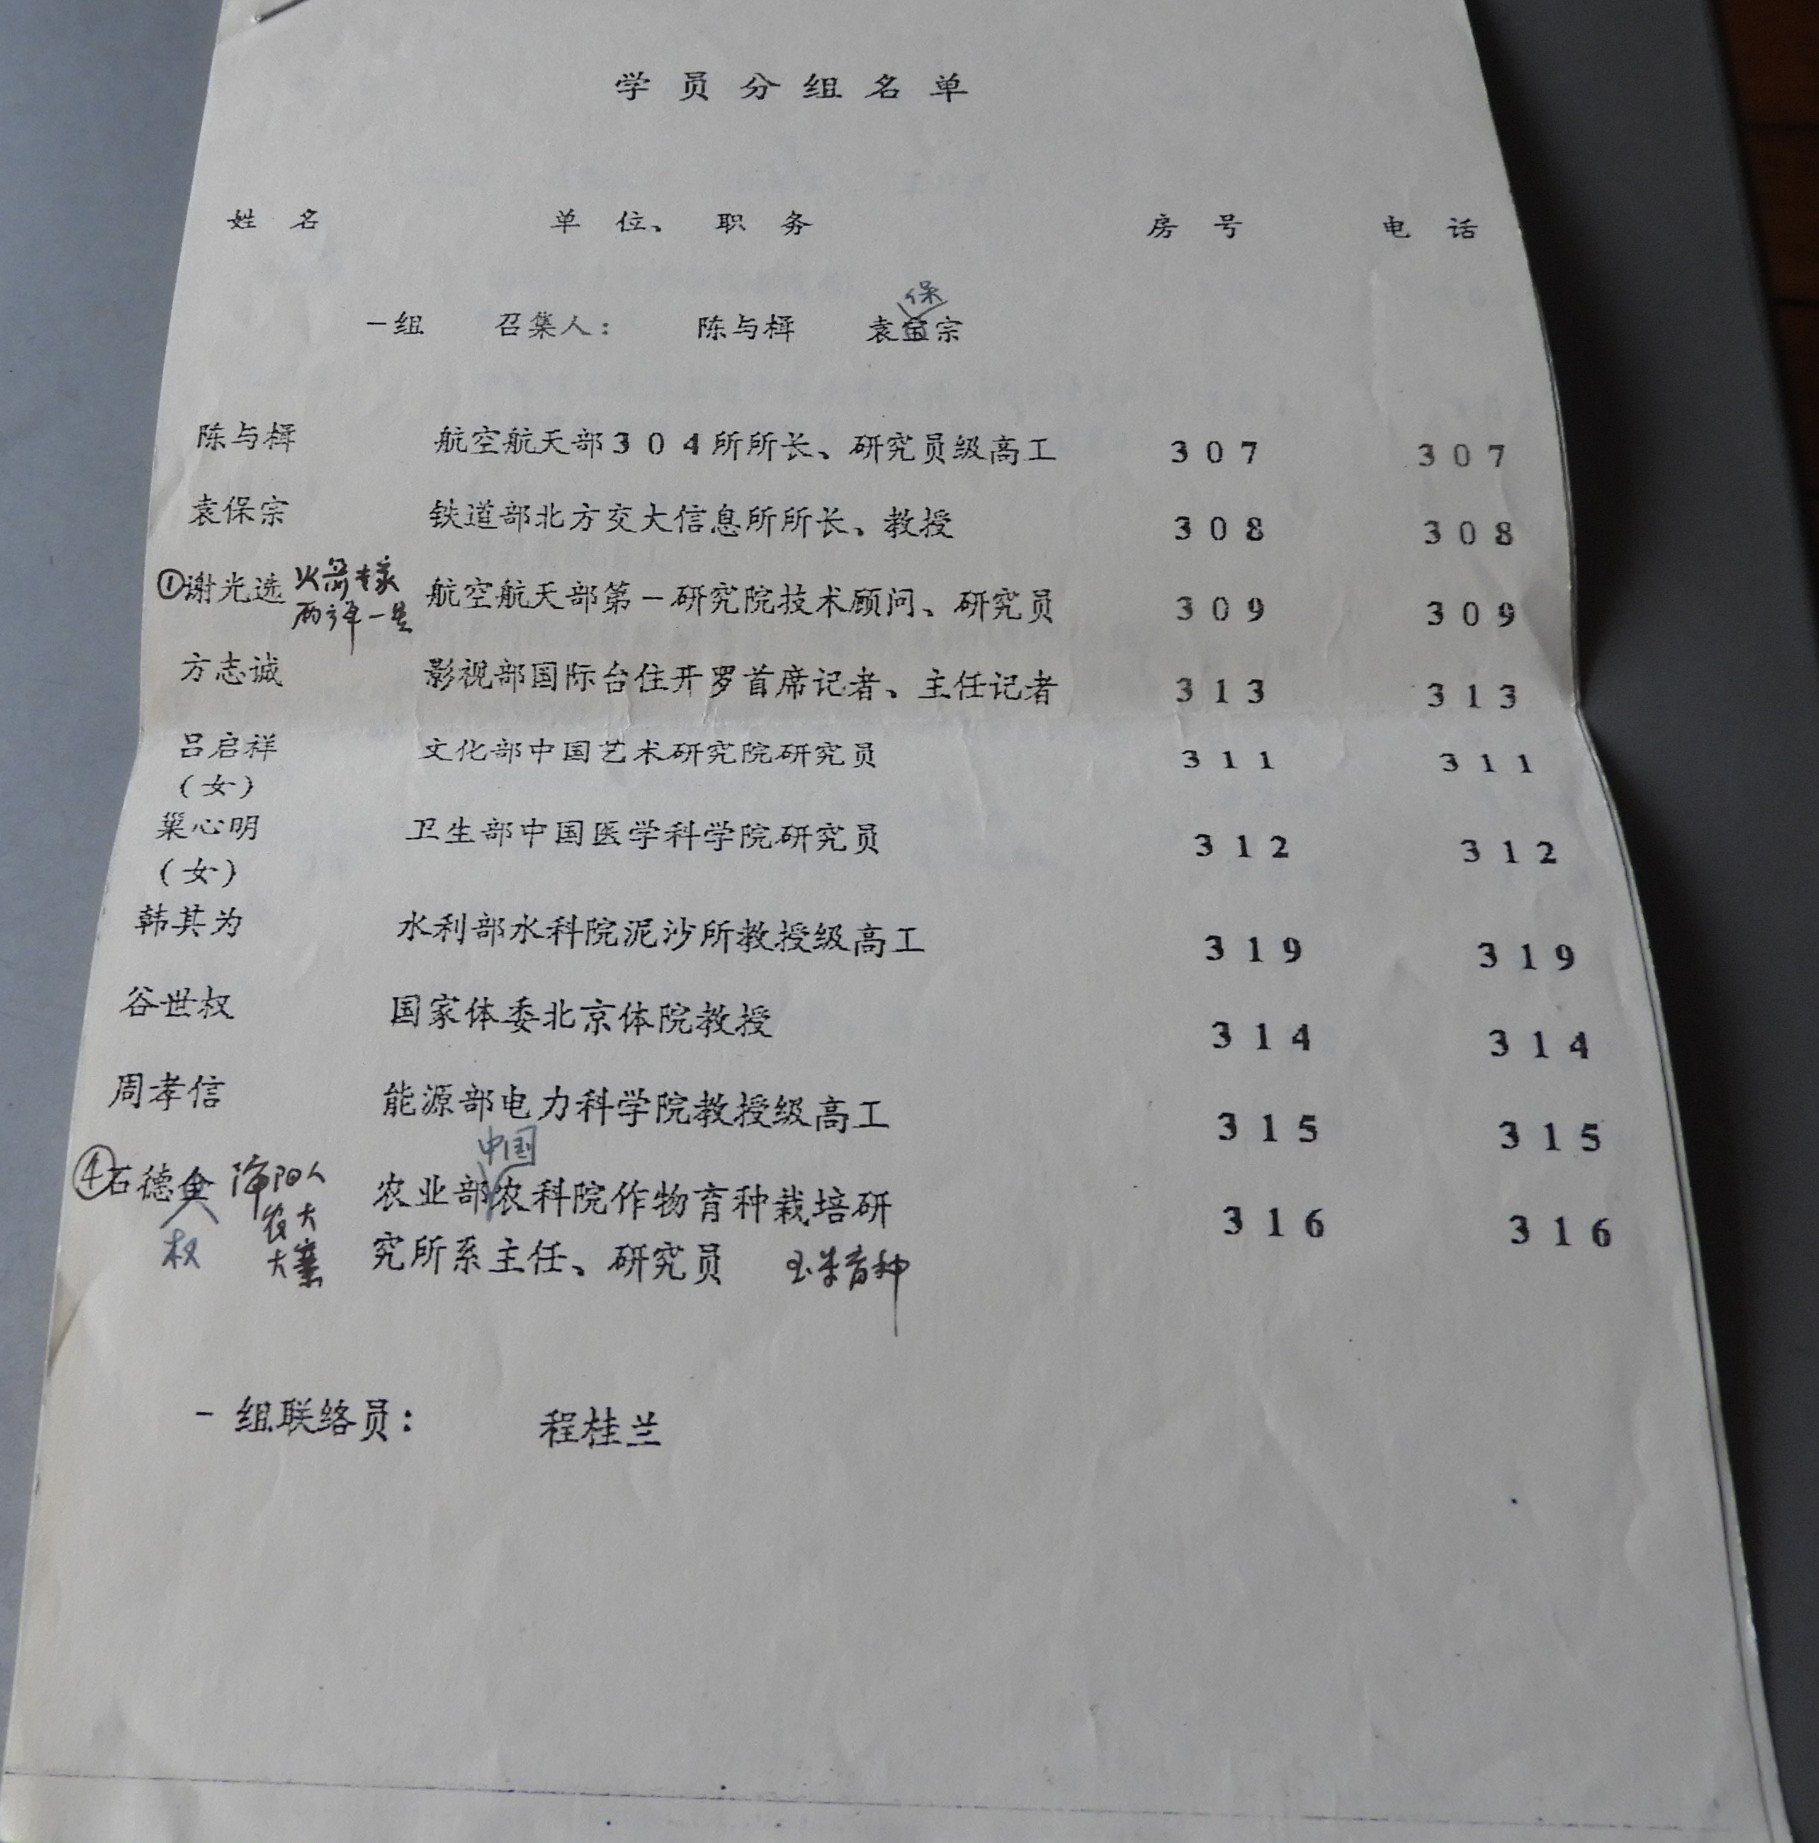 学员分组名单
姓名 单位、职务 房号 电话
保
一组 召集人： 陈与楫 袁宝宗
陈与楫 航空航天部304所所长、研究员级高工 307 307
袁保宗 铁道部北方交大信息所所长、教授 308 308
①谢光选 火箭 航空航天部第一研究院技术顾问、研究员 309 309
两弹一星
方志诚 影视部国际台住开罗首席记者、主任记者 313 313
吕启祥 文化部中国艺术研究院研究员 311 311
（女）
巢心明 卫生部中国医学科学院研究员 312 312
（女）
韩其为 水利部水科院泥沙所教授级高工 319 319
谷世权 国家体委北京体院教授 314 314
周孝信 能源部电力科学院教授级高工 315 315
中国
④石德全 农业部农科院作物育种栽培研 316 316
农大
权 大寨 究所系主任、研究员 玉米育种
一组联络员： 程桂兰